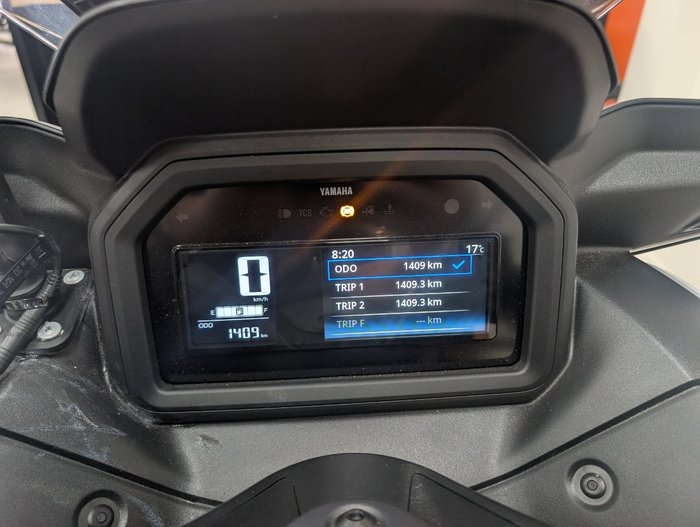 YAMAHA
TCS
ABS
8:20 17°C
ODO 1409 km
TRIP 1 1409.3 km
TRIP 2 1409.3 km
TRIP F --- km
0
km/h
E F
ODO
1409 km